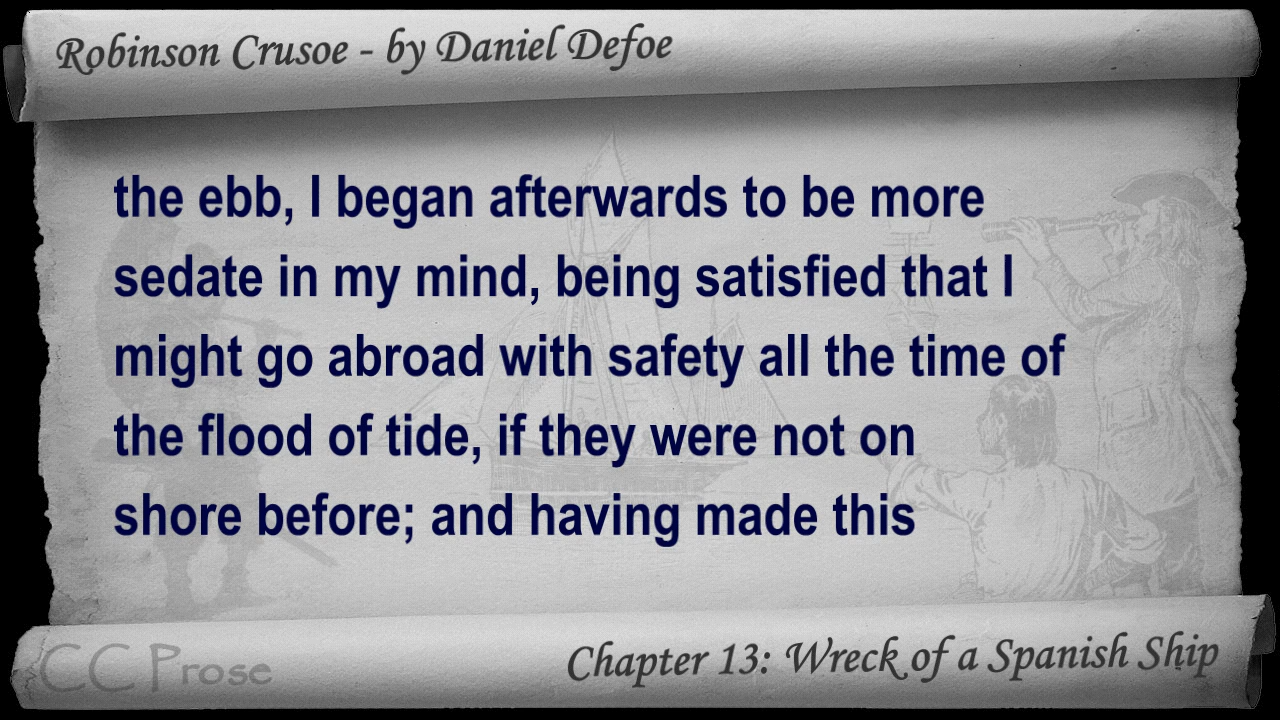 Robinson Crusoe - by Daniel Defoe
the ebb, I began afterwards to be more
sedate in my mind, being satisfied that I
might go abroad with safety all the time of
the flood of tide, if they were not on
shore before; and having made this
CC Prose
Chapter 13: Wreck of a Spanish Ship